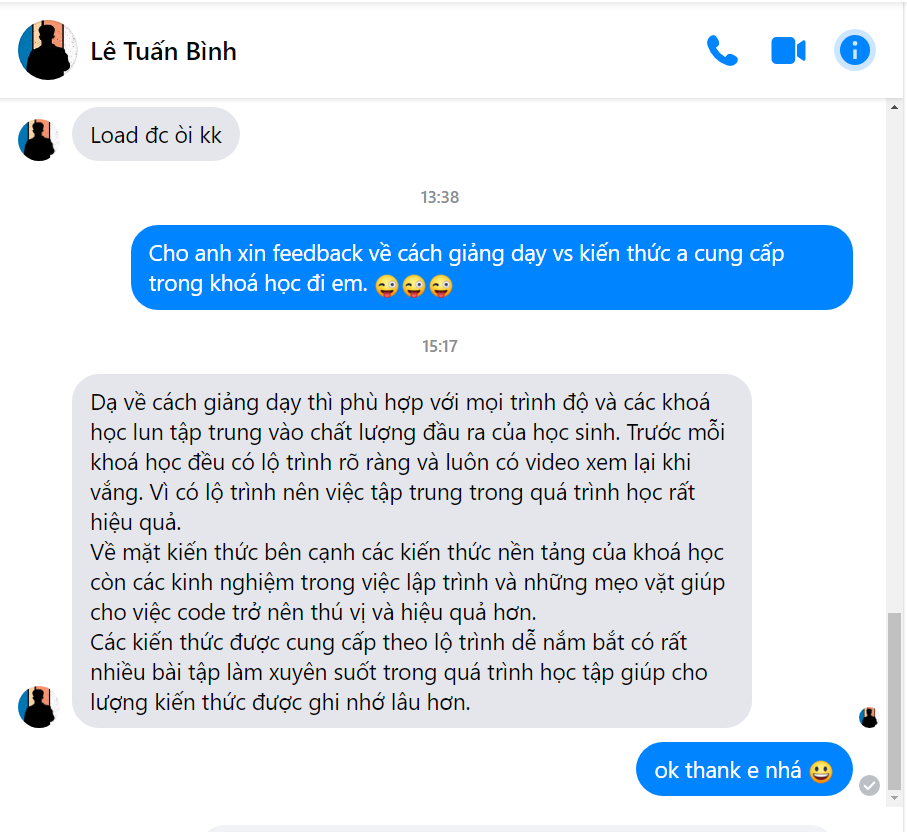 Lê Tuấn Bình
Load đc òi kk
13:38
Cho anh xin feedback về cách giảng dạy vs kiến thức a cung cấp
trong khoá học đi em. 😜😜😜
15:17
Dạ về cách giảng dạy thì phù hợp với mọi trình độ và các khoá
học lun tập trung vào chất lượng đầu ra của học sinh. Trước mỗi
khoá học đều có lộ trình rõ ràng và luôn có video xem lại khi
vắng. Vì có lộ trình nên việc tập trung trong quá trình học rất
hiệu quả.
Về mặt kiến thức bên cạnh các kiến thức nền tảng của khoá học
còn các kinh nghiệm trong việc lập trình và những mẹo vặt giúp
cho việc code trở nên thú vị và hiệu quả hơn.
Các kiến thức được cung cấp theo lộ trình dễ nắm bắt có rất
nhiều bài tập làm xuyên suốt trong quá trình học tập giúp cho
lượng kiến thức được ghi nhớ lâu hơn.
ok thank e nhá 😀